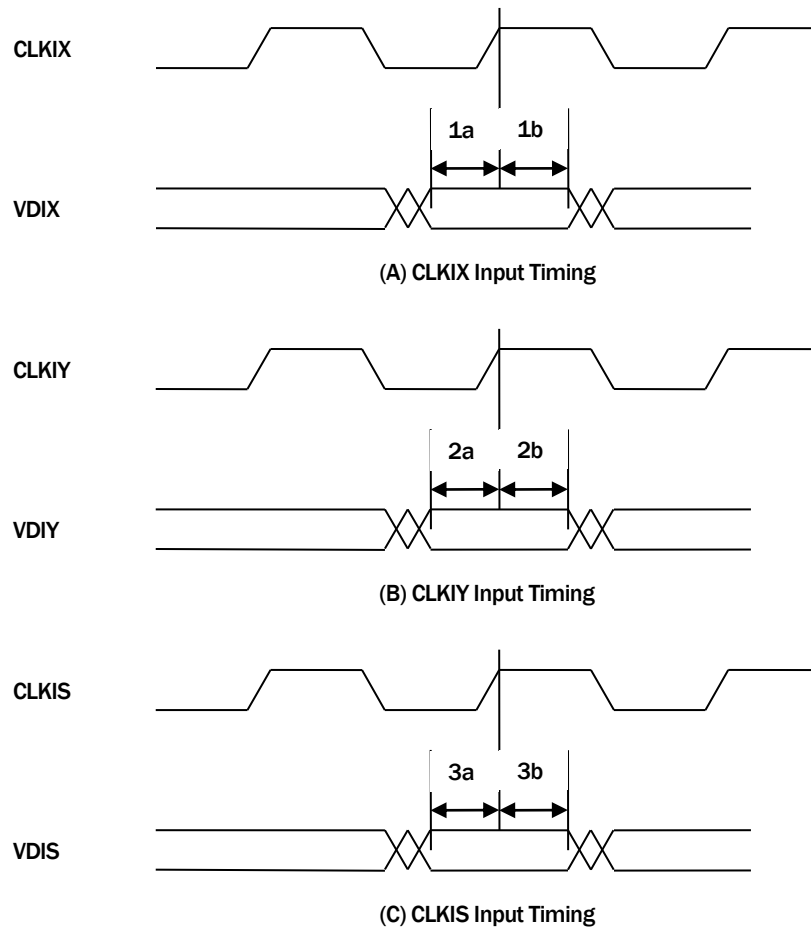 CLKIX
1a 1b
VDIX
(A) CLKIX Input Timing
CLKIY
2a 2b
VDIY
(B) CLKIY Input Timing
CLKIS
3a 3b
VDIS
(C) CLKIS Input Timing